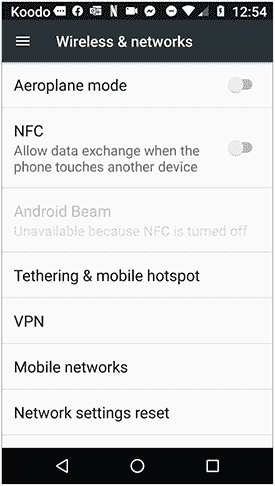 Koodo 12:54
Wireless & networks
Aeroplane mode
NFC
Allow data exchange when the
phone touches another device
Android Beam
Unavailable because NFC is turned off
Tethering & mobile hotspot
VPN
Mobile networks
Network settings reset